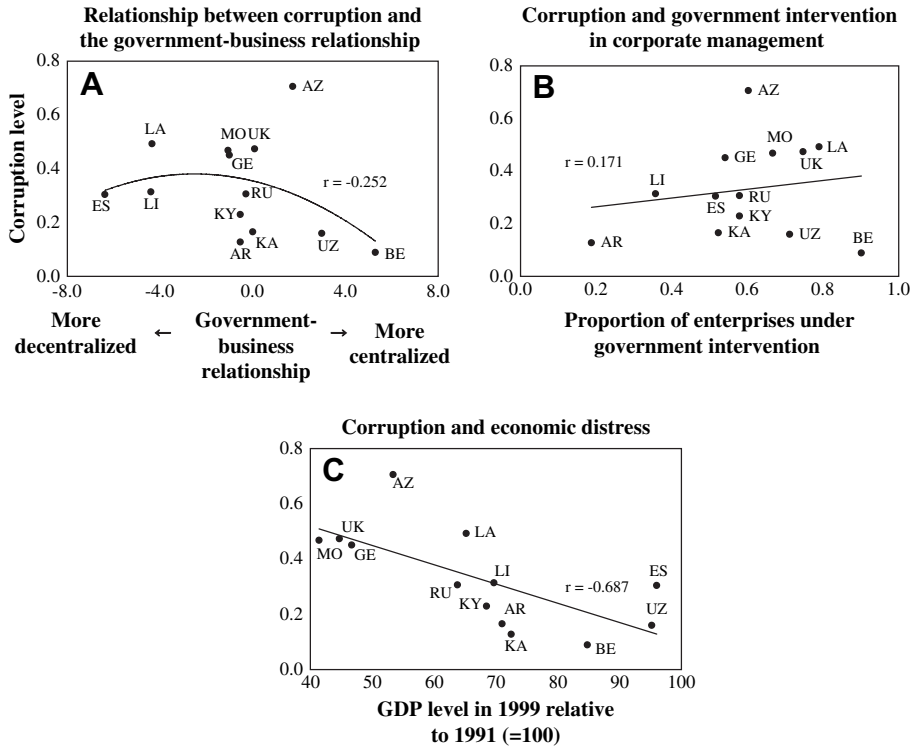 Relationship between corruption and
the government-business relationship
A
Corruption level
0.8
0.6
0.4
0.2
0.0
AZ
LA
MO UK
GE
r = -0.252
ES
LI
RU
KY
KA
AR
UZ
BE
-8.0 -4.0 0.0 4.0 8.0
More
decentralized
←
Government-
business
relationship
→
More
centralized
Corruption and government intervention
in corporate management
B
0.8
0.6
0.4
0.2
0.0
AZ
MO
LA
GE
UK
r = 0.171
LI
ES
RU
KY
KA
AR
UZ
BE
0.0 0.2 0.4 0.6 0.8 1.0
Proportion of enterprises under
government intervention
Corruption and economic distress
C
0.8
0.6
0.4
0.2
0.0
AZ
UK
MO
GE
LA
LI
ES
RU
r = -0.687
KY
AR
UZ
KA
BE
40 50 60 70 80 90 100
GDP level in 1999 relative
to 1991 (=100)